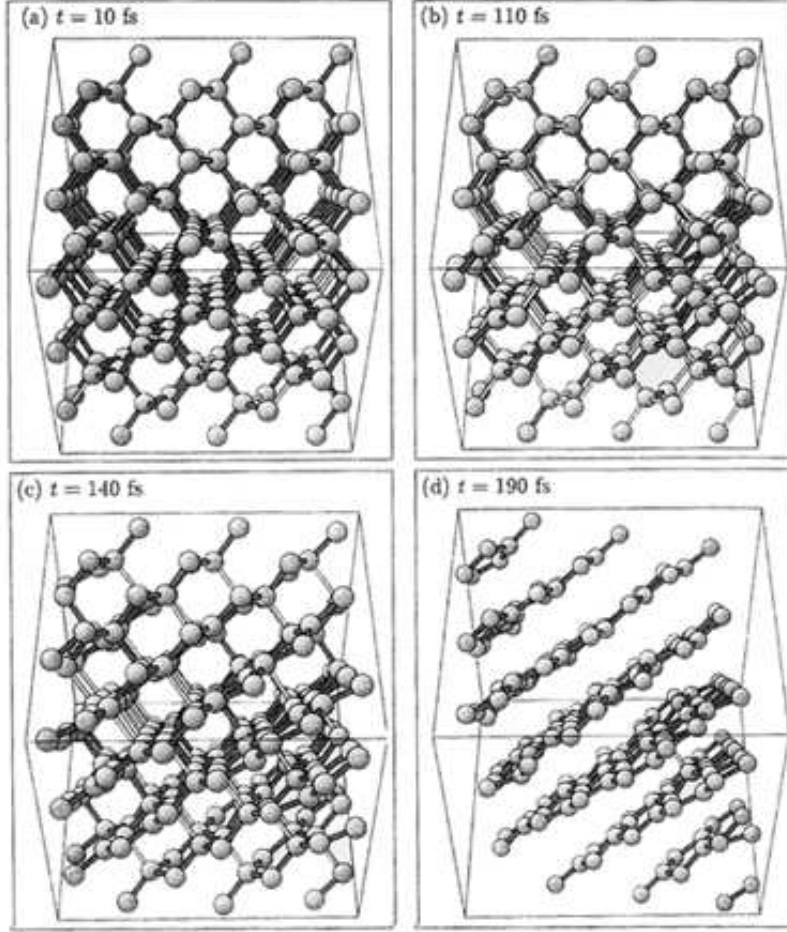 (a) t = 10 fs
(b) t = 110 fs
(c) t = 140 fs
(d) t = 190 fs